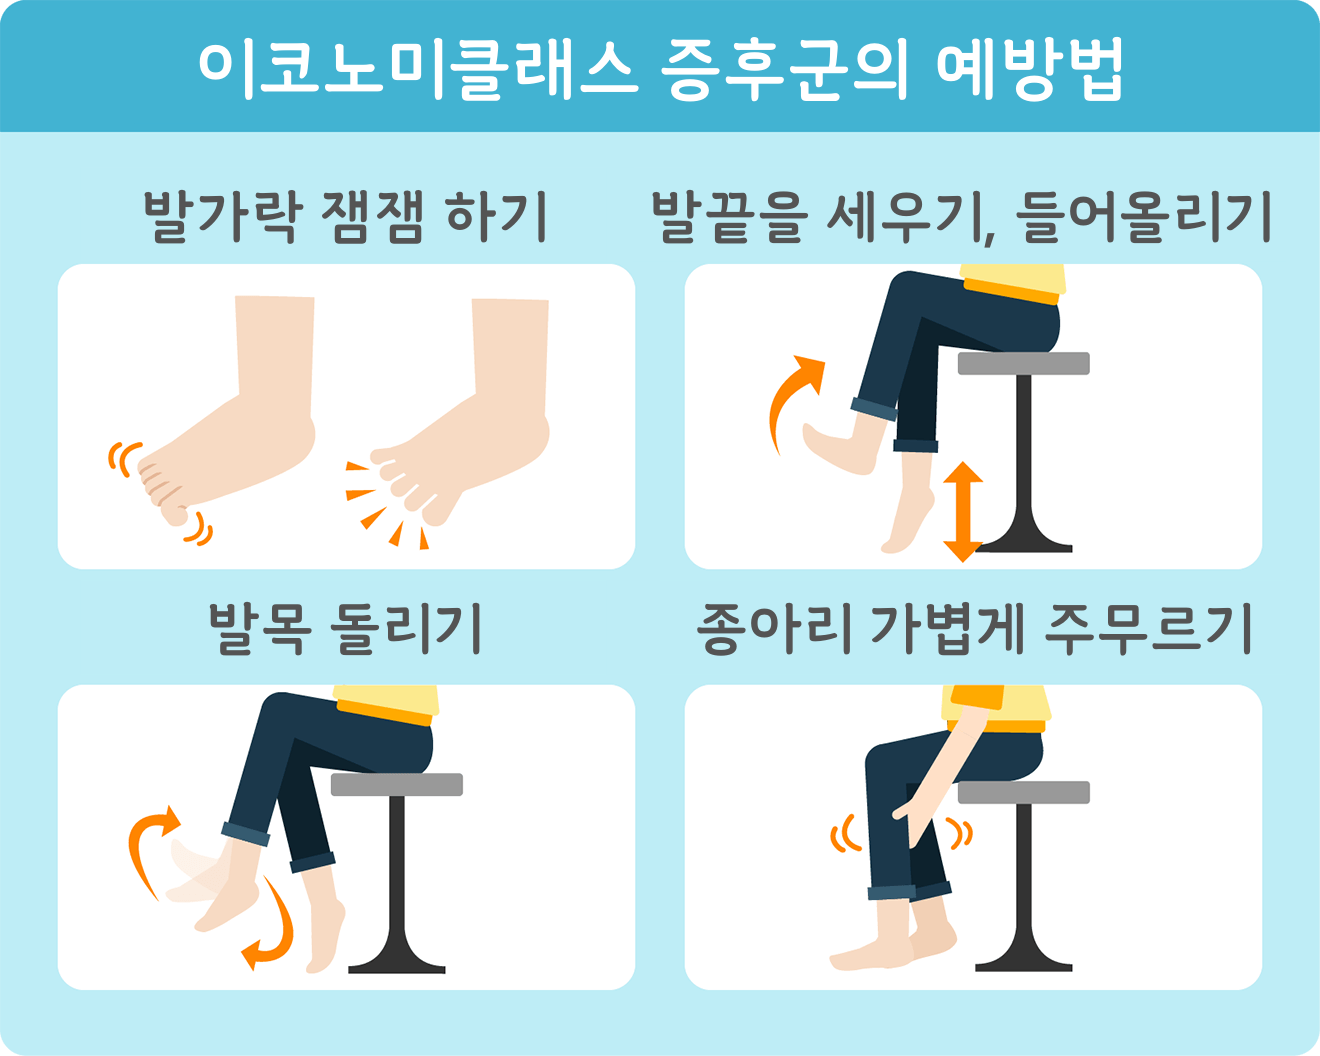 이코노미클래스 증후군의 예방법
발가락 잼잼 하기
발끝을 세우기, 들어올리기
발목 돌리기
종아리 가볍게 주무르기